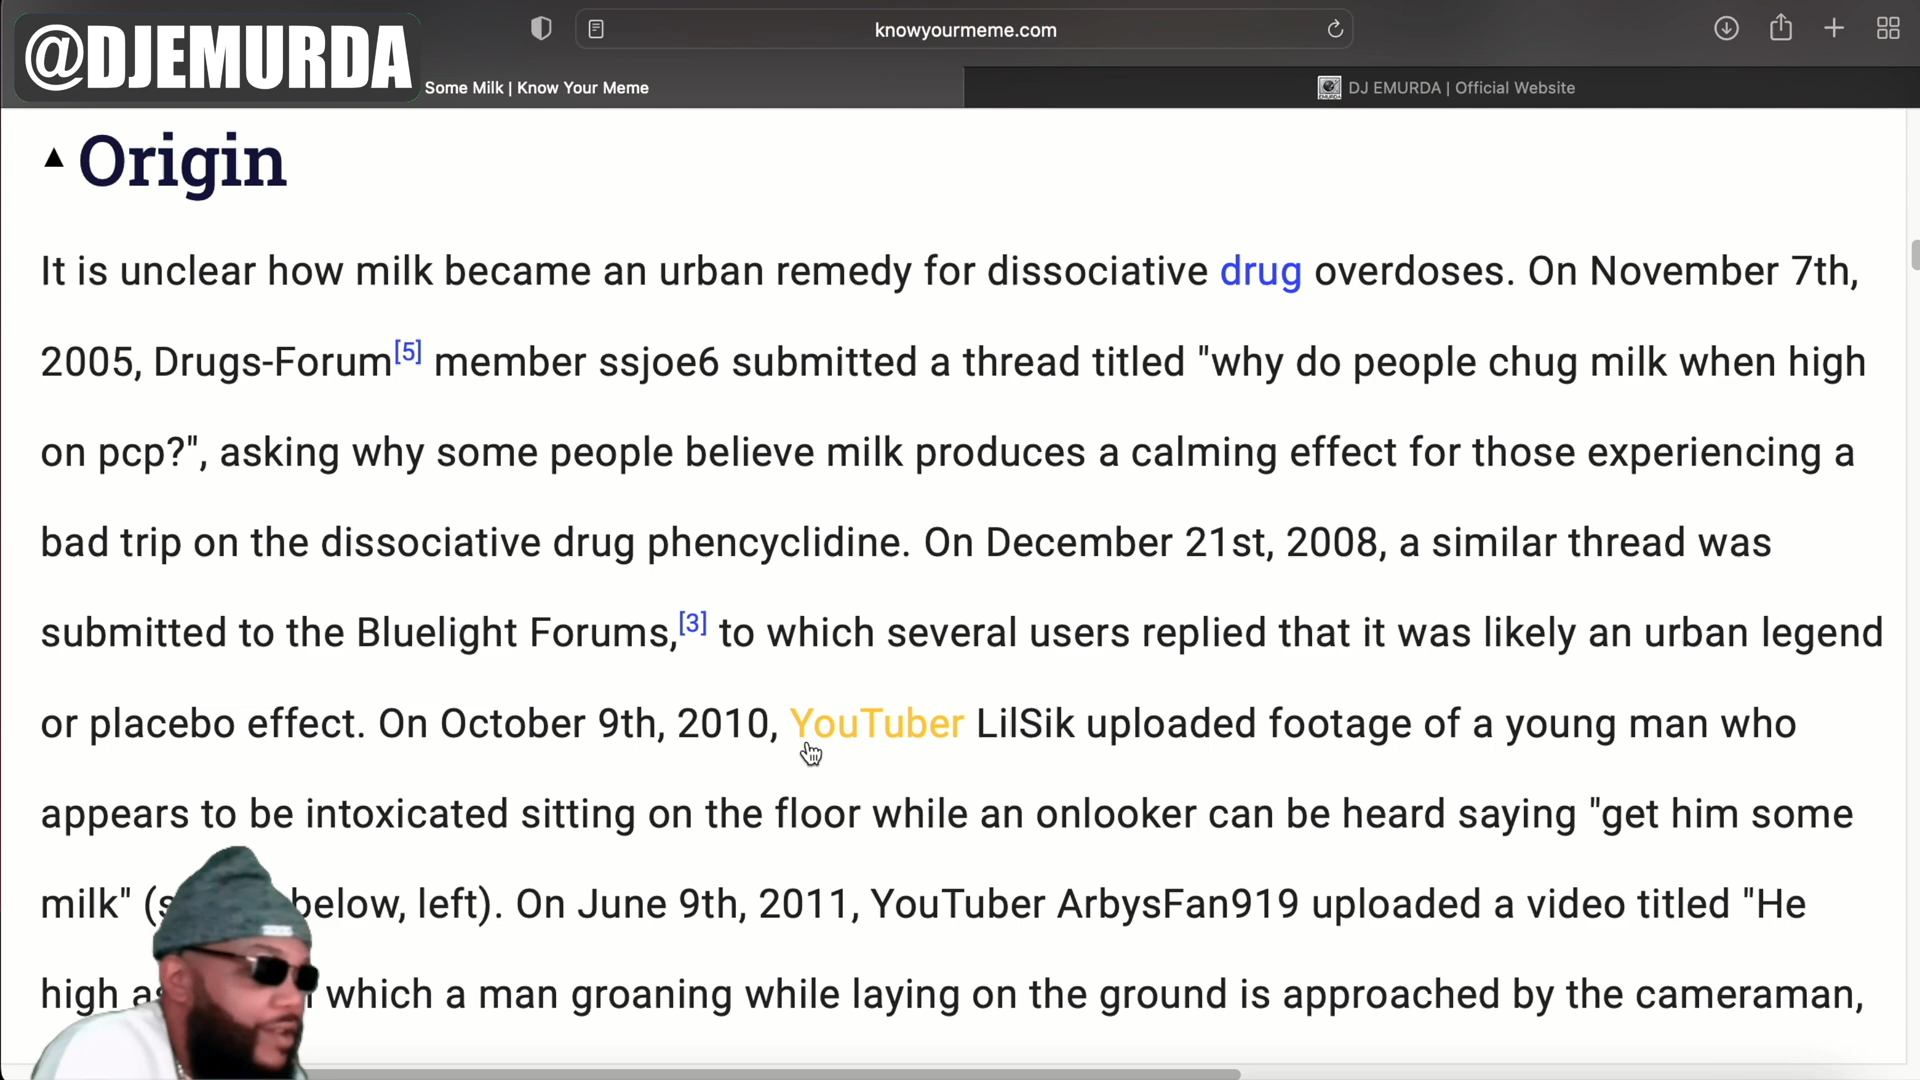 @DJEMURDA
knowyourmeme.com
Some Milk | Know Your Meme
DJ EMURDA | Official Website
Origin
It is unclear how milk became an urban remedy for dissociative drug overdoses. On November 7th,
2005, Drugs-Forum[5] member ssjoe6 submitted a thread titled "why do people chug milk when high
on pcp?", asking why some people believe milk produces a calming effect for those experiencing a
bad trip on the dissociative drug phencyclidine. On December 21st, 2008, a similar thread was
submitted to the Bluelight Forums,[3] to which several users replied that it was likely an urban legend
or placebo effect. On October 9th, 2010, YouTuber LilSik uploaded footage of a young man who
appears to be intoxicated sitting on the floor while an onlooker can be heard saying "get him some
milk" ( below, left). On June 9th, 2011, YouTuber ArbysFan919 uploaded a video titled "He
high which a man groaning while laying on the ground is approached by the cameraman,